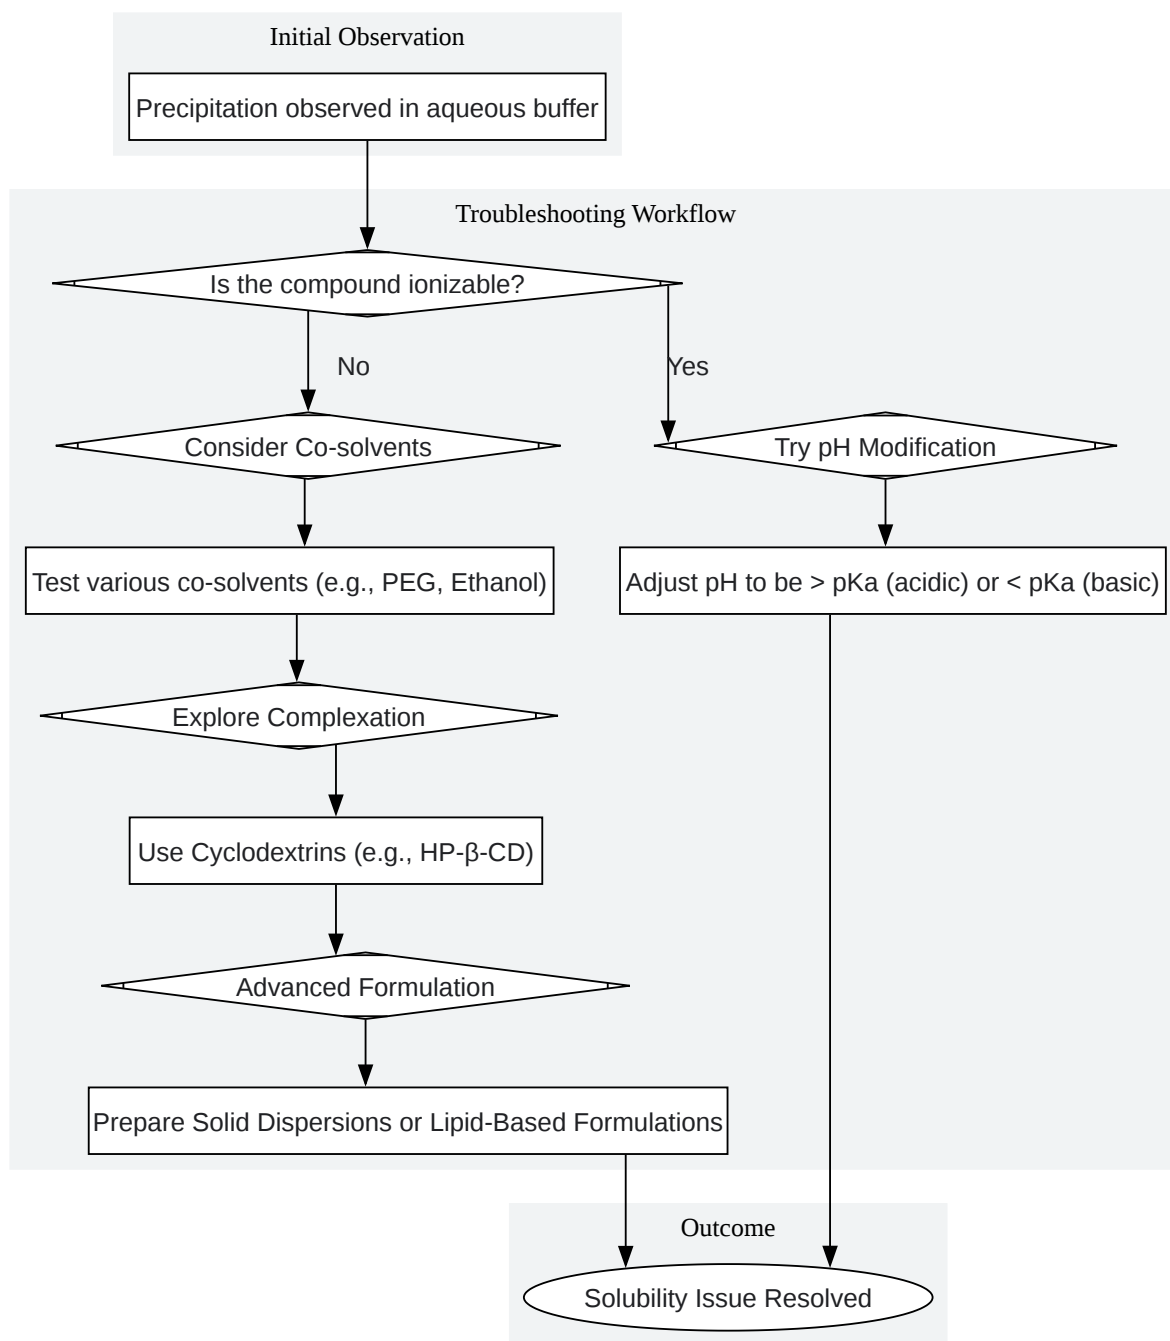 Initial Observation
Precipitation observed in aqueous buffer
Troubleshooting Workflow
Is the compound ionizable?
No
Yes
Consider Co-solvents
Try pH Modification
Test various co-solvents (e.g., PEG, Ethanol)
Adjust pH to be > pKa (acidic) or < pKa (basic)
Explore Complexation
Use Cyclodextrins (e.g., HP-β-CD)
Advanced Formulation
Prepare Solid Dispersions or Lipid-Based Formulations
Outcome
Solubility Issue Resolved